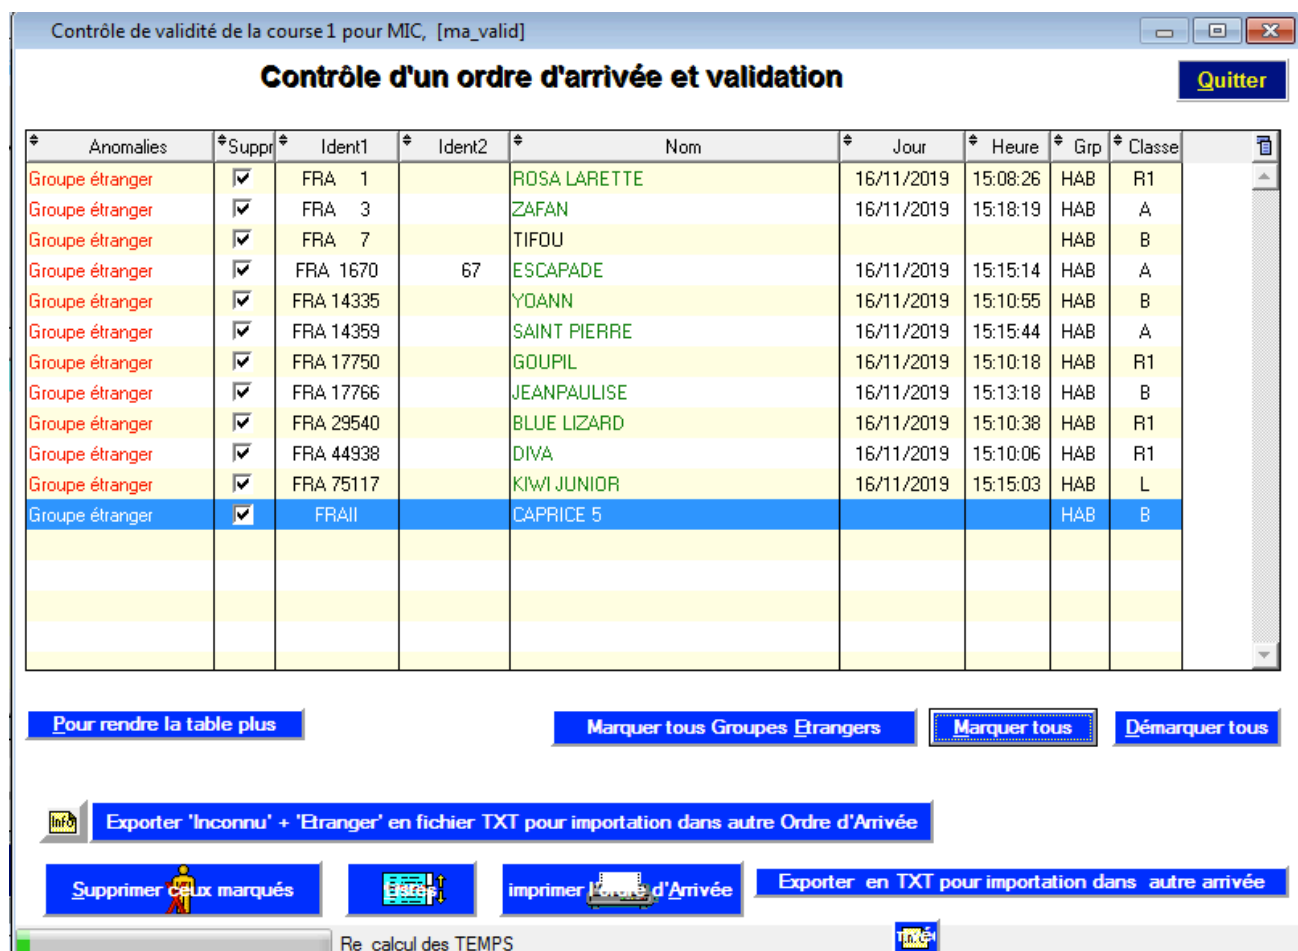 Contrôle de validité de la course 1 pour MIC, [ma_valid]
Contrôle d'un ordre d'arrivée et validation
Quitter
Anomalies Suppr Ident1 Ident2 Nom Jour Heure Grp Classe
Groupe étranger FRA 1 ROSA LARETTE 16/11/2019 15:08:26 HAB R1
Groupe étranger FRA 3 ZAFAN 16/11/2019 15:18:19 HAB A
Groupe étranger FRA 7 TIFOU HAB B
Groupe étranger FRA 1670 67 ESCAPADE 16/11/2019 15:15:14 HAB A
Groupe étranger FRA 14335 YOANN 16/11/2019 15:10:55 HAB B
Groupe étranger FRA 14359 SAINT PIERRE 16/11/2019 15:15:44 HAB A
Groupe étranger FRA 17750 GOUPIL 16/11/2019 15:10:18 HAB R1
Groupe étranger FRA 17766 JEANPAULISE 16/11/2019 15:13:18 HAB B
Groupe étranger FRA 29540 BLUE LIZARD 16/11/2019 15:10:38 HAB R1
Groupe étranger FRA 44938 DIVA 16/11/2019 15:10:06 HAB R1
Groupe étranger FRA 75117 KIWI JUNIOR 16/11/2019 15:15:03 HAB L
Groupe étranger FRAII CAPRICE 5 HAB B
Pour rendre la table plus Marquer tous Groupes Etrangers Marquer tous Démarquer tous
Info Exporter 'Inconnu' + 'Etranger' en fichier TXT pour importation dans autre Ordre d'Arrivée
Supprimer ceux marqués Listes imprimer l'ordre d'Arrivée Exporter en TXT pour importation dans autre arrivée
Re calcul des TEMPS